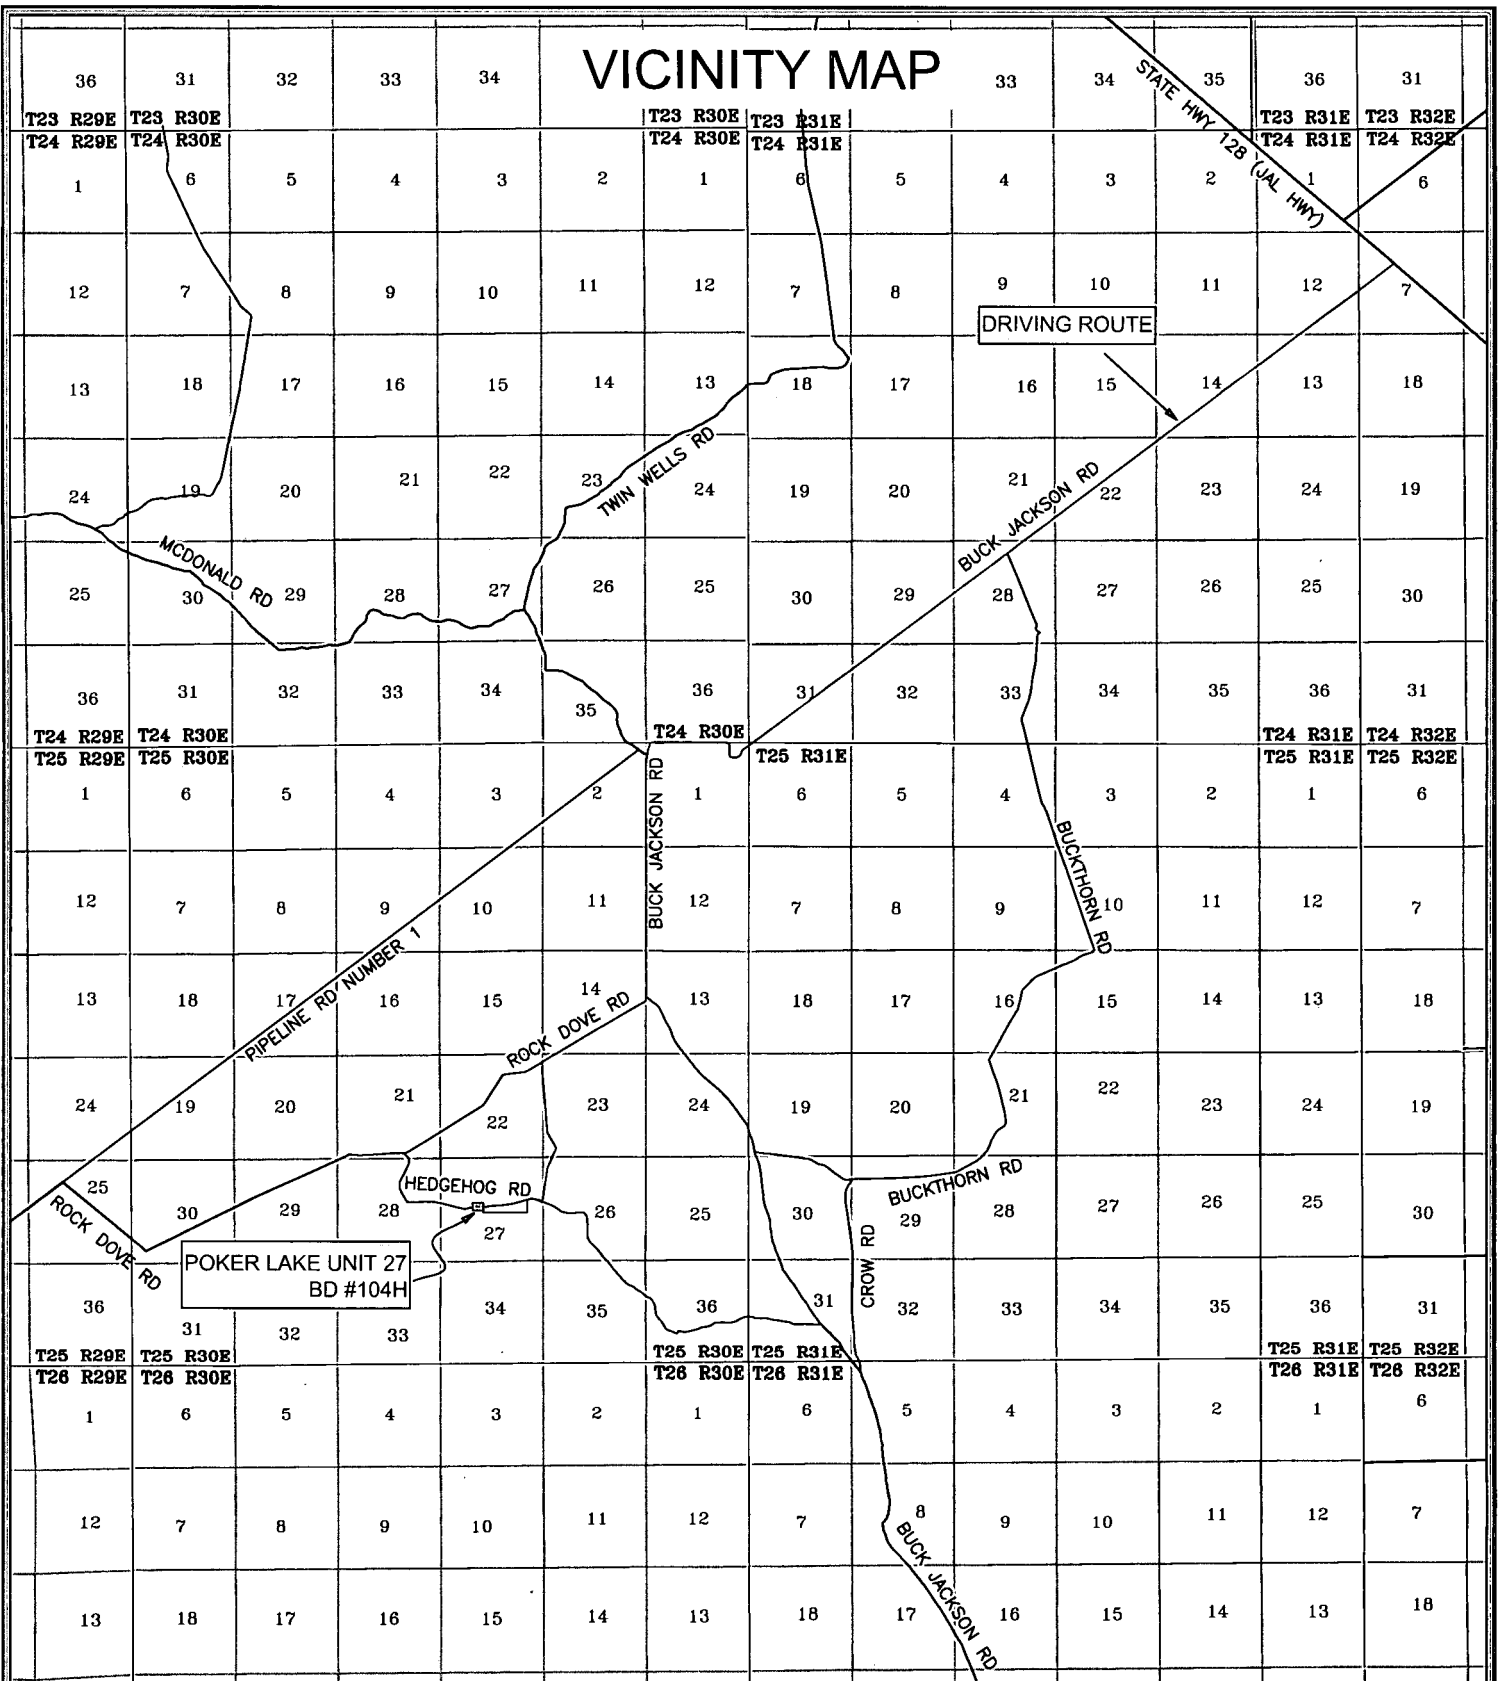 VICINITY MAP
36 31 32 33 34 33 34 35 36 31
STATE HWY 128 (JAL HWY)
T23 R29E T23 R30E T23 R30E T23 R31E T23 R31E T23 R32E
T24 R29E T24 R30E T24 R30E T24 R31E T24 R31E T24 R32E
1 6 5 4 3 2 1 6 5 4 3 2 1 6
12 7 8 9 10 11 12 7 8 9 10 11 12 7
DRIVING ROUTE
13 18 17 16 15 14 13 18 17 16 15 14 13 18
TWIN WELLS RD
24 19 20 21 22 23 24 19 20 21 22 23 24 19
BUCK JACKSON RD
MCDONALD RD
25 30 29 28 27 26 25 30 29 28 27 26 25 30
36 31 32 33 34 35 36 31 32 33 34 35 36 31
T24 R29E T24 R30E T24 R30E T24 R31E T24 R32E
T25 R29E T25 R30E T25 R31E T25 R31E T25 R32E
1 6 5 4 3 2 1 6 5 4 3 2 1 6
BUCK JACKSON RD
BUCKTHORN RD
12 7 8 9 10 11 12 7 8 9 10 11 12 7
PIPELINE RD NUMBER 1
13 18 17 16 15 14 13 18 17 16 15 14 13 18
ROCK DOVE RD
24 19 20 21 22 23 24 19 20 21 22 23 24 19
HEDGEHOG RD
BUCKTHORN RD
25 30 29 28 27 26 25 30 29 28 27 26 25 30
ROCK DOVE RD
CROW RD
POKER LAKE UNIT 27
BD #104H
36 31 32 33 34 35 36 31 32 33 34 35 36 31
T25 R29E T25 R30E T25 R30E T25 R31E T25 R31E T25 R32E
T26 R29E T26 R30E T26 R30E T26 R31E T26 R31E T26 R32E
1 6 5 4 3 2 1 6 5 4 3 2 1 6
12 7 8 9 10 11 12 7 8 9 10 11 12 7
BUCK JACKSON RD
13 18 17 16 15 14 13 18 17 16 15 14 13 18